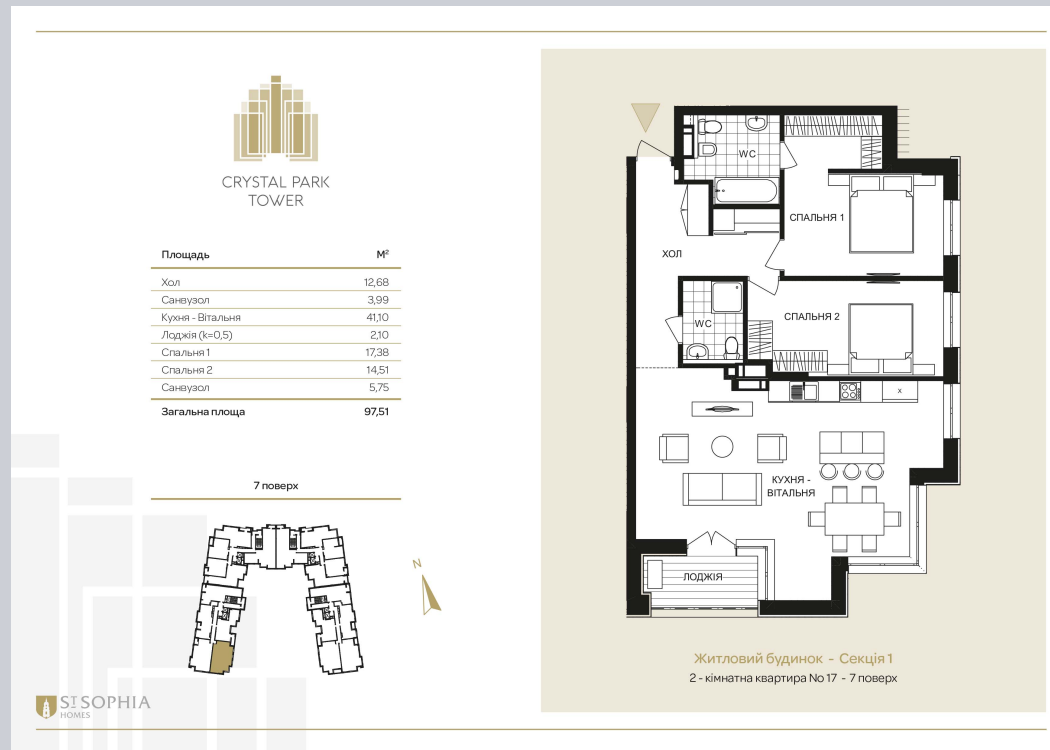 CRYSTAL PARK
TOWER
Площадь М²
Хол 12,68
Санвузол 3,99
Кухня - Вітальня 41,10
Лоджія (k=0,5) 2,10
Спальня 1 17,38
Спальня 2 14,51
Санвузол 5,75
Загальна площа 97,51
7 поверх
N
ST SOPHIA
HOMES
WC
СПАЛЬНЯ 1
ХОЛ
СПАЛЬНЯ 2
WC
X
КУХНЯ -
ВІТАЛЬНЯ
ЛОДЖІЯ
Житловий будинок - Секція 1
2 - кімнатна квартира No 17 - 7 поверх